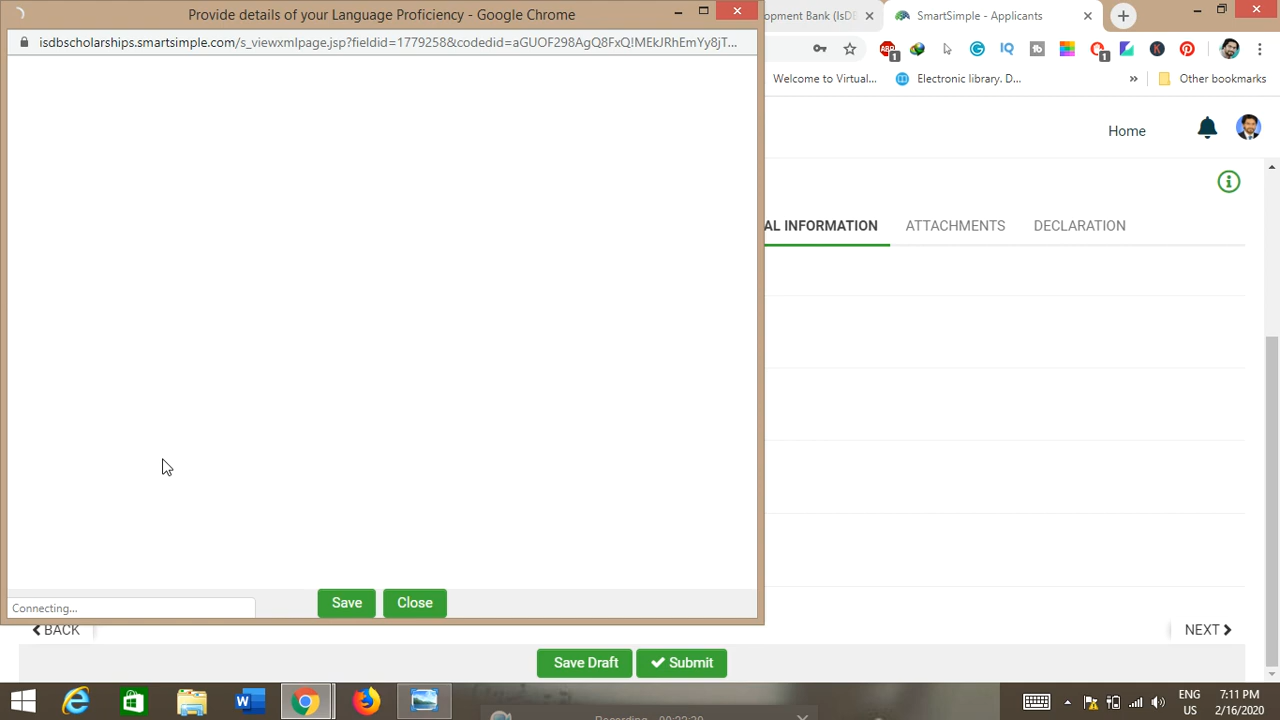 Provide details of your Language Proficiency - Google Chrome
isdbscholarships.smartsimple.com/s_viewxmlpage.jsp?fieldid=1779258&codedid=aGUOF298AgQ8FxQ!MEkJRhEmYy8jT...
opment Bank (IsDB
SmartSimple - Applicants
Welcome to Virtual...
Electronic library. D...
»
Other bookmarks
Home
AL INFORMATION
ATTACHMENTS
DECLARATION
Connecting...
Save
Close
BACK
NEXT
Save Draft
Submit
ENG
US
7:11 PM
2/16/2020